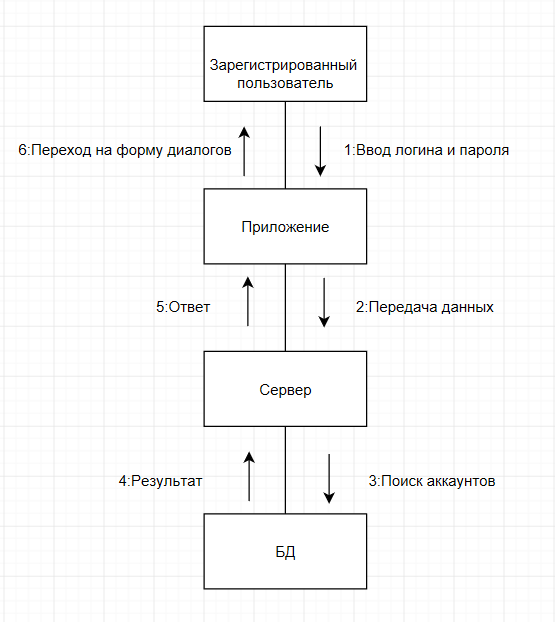 Зарегистрированный
пользователь
6:Переход на форму диалогов
1:Ввод логина и пароля
Приложение
5:Ответ
2:Передача данных
Сервер
4:Результат
3:Поиск аккаунтов
БД